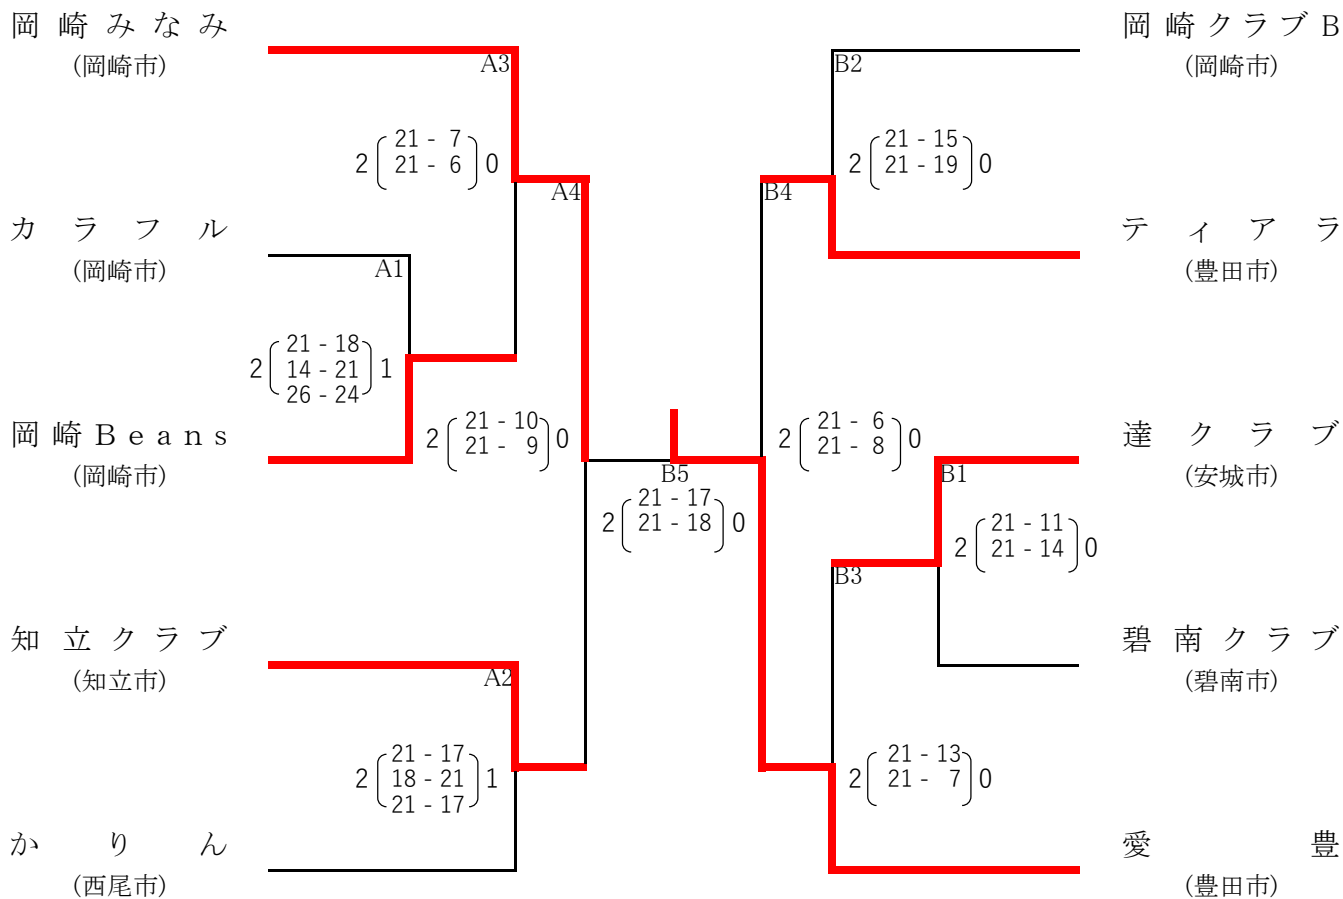 岡崎みなみ
(岡崎市)
A3
2 21 - 7 0
21 - 6
A4
カラフル
(岡崎市)
A1
21 - 18
2 14 - 21 1
26 - 24
岡崎Beans
(岡崎市)
2 21 - 10 0
21 - 9
知立クラブ
(知立市)
A2
21 - 17
2 18 - 21 1
21 - 17
かりん
(西尾市)
B5
21 - 17
2 21 - 18 0
岡崎クラブB
(岡崎市)
B2
21 - 15
2 21 - 19 0
B4
ティアラ
(豊田市)
21 - 6
2 21 - 8 0
達クラブ
(安城市)
B1
21 - 11
2 21 - 14 0
B3
碧南クラブ
(碧南市)
21 - 13
2 21 - 7 0
愛豊
(豊田市)